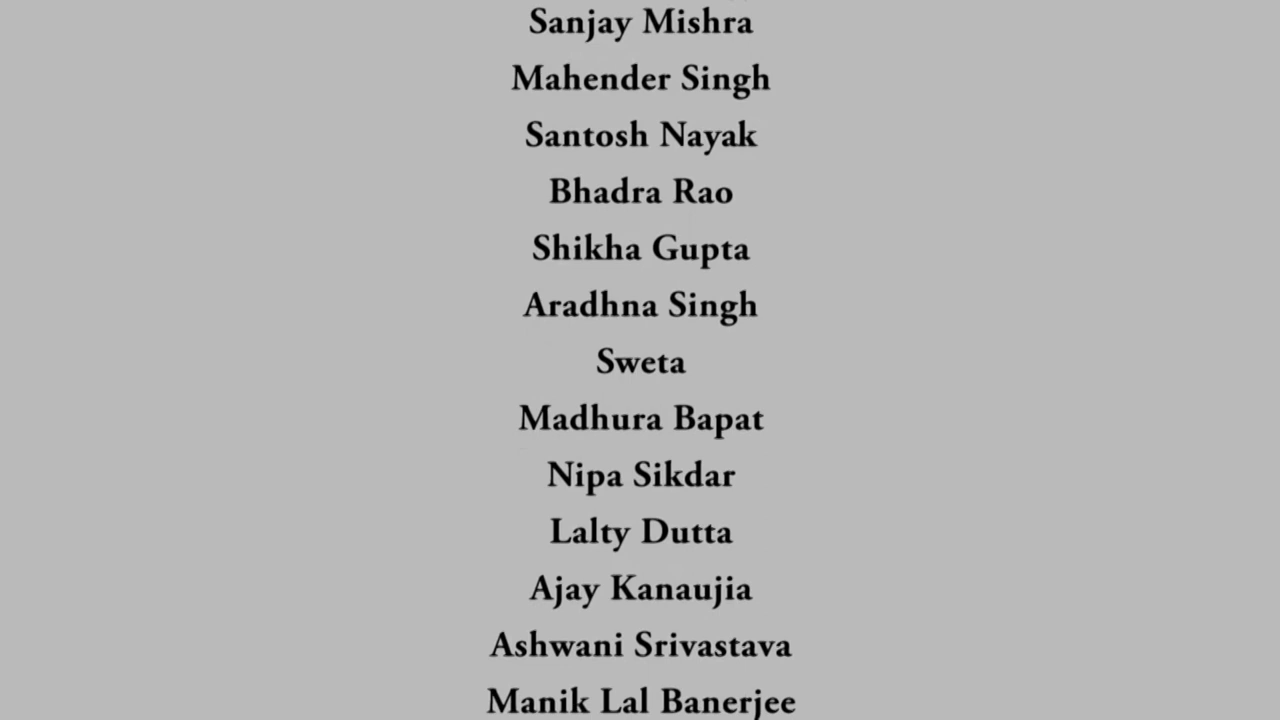 Sanjay Mishra
Mahender Singh
Santosh Nayak
Bhadra Rao
Shikha Gupta
Aradhna Singh
Sweta
Madhura Bapat
Nipa Sikdar
Lalty Dutta
Ajay Kanaujia
Ashwani Srivastava
Manik Lal Banerjee